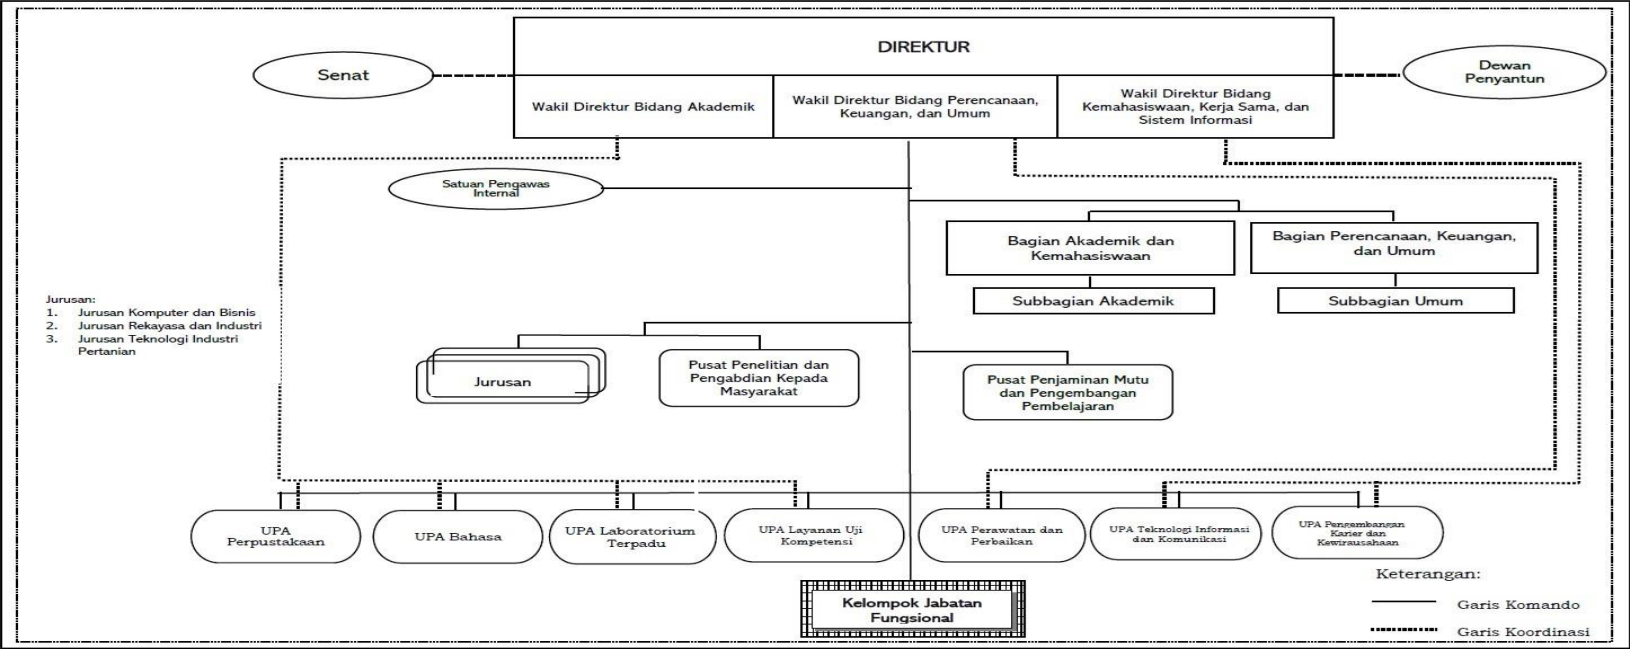 DIREKTUR
Senat
Dewan
Penyantun
Wakil Direktur Bidang Akademik
Wakil Direktur Bidang Perencanaan,
Keuangan, dan Umum
Wakil Direktur Bidang
Kemahasiswaan, Kerja Sama, dan
Sistem Informasi
Satuan Pengawas
Internal
Bagian Akademik dan
Kemahasiswaan
Bagian Perencanaan, Keuangan,
dan Umum
Subbagian Akademik
Subbagian Umum
Jurusan:
1. Jurusan Komputer dan Bisnis
2. Jurusan Rekayasa dan Industri
3. Jurusan Teknologi Industri
Pertanian
Jurusan
Pusat Penelitian dan
Pengabdian Kepada
Masyarakat
Pusat Penjaminan Mutu
dan Pengembangan
Pembelajaran
UPA
Perpustakaan
UPA Bahasa
UPA Laboratorium
Terpadu
UPA Layanan Uji
Kompetensi
UPA Perawatan dan
Perbaikan
UPA Teknologi Informasi
dan Komunikasi
UPA Pengembangan
Karier dan
Kewirausahaan
Kelompok Jabatan
Fungsional
Keterangan:
Garis Komando
Garis Koordinasi